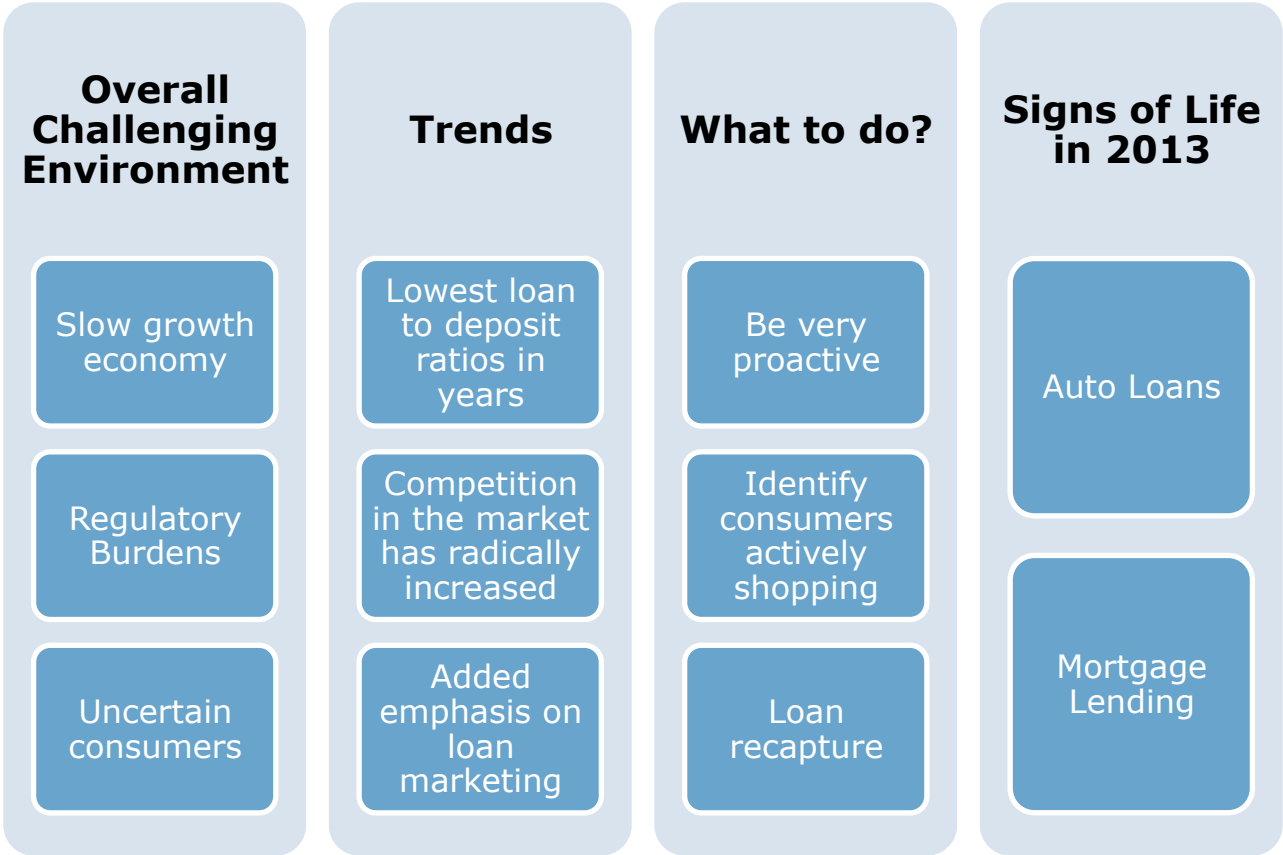 Overall
Challenging
Environment
Slow growth
economy
Regulatory
Burdens
Uncertain
consumers
Trends
Lowest loan
to deposit
ratios in
years
Competition
in the market
has radically
increased
Added
emphasis on
loan
marketing
What to do?
Be very
proactive
Identify
consumers
actively
shopping
Loan
recapture
Signs of Life
in 2013
Auto Loans
Mortgage
Lending